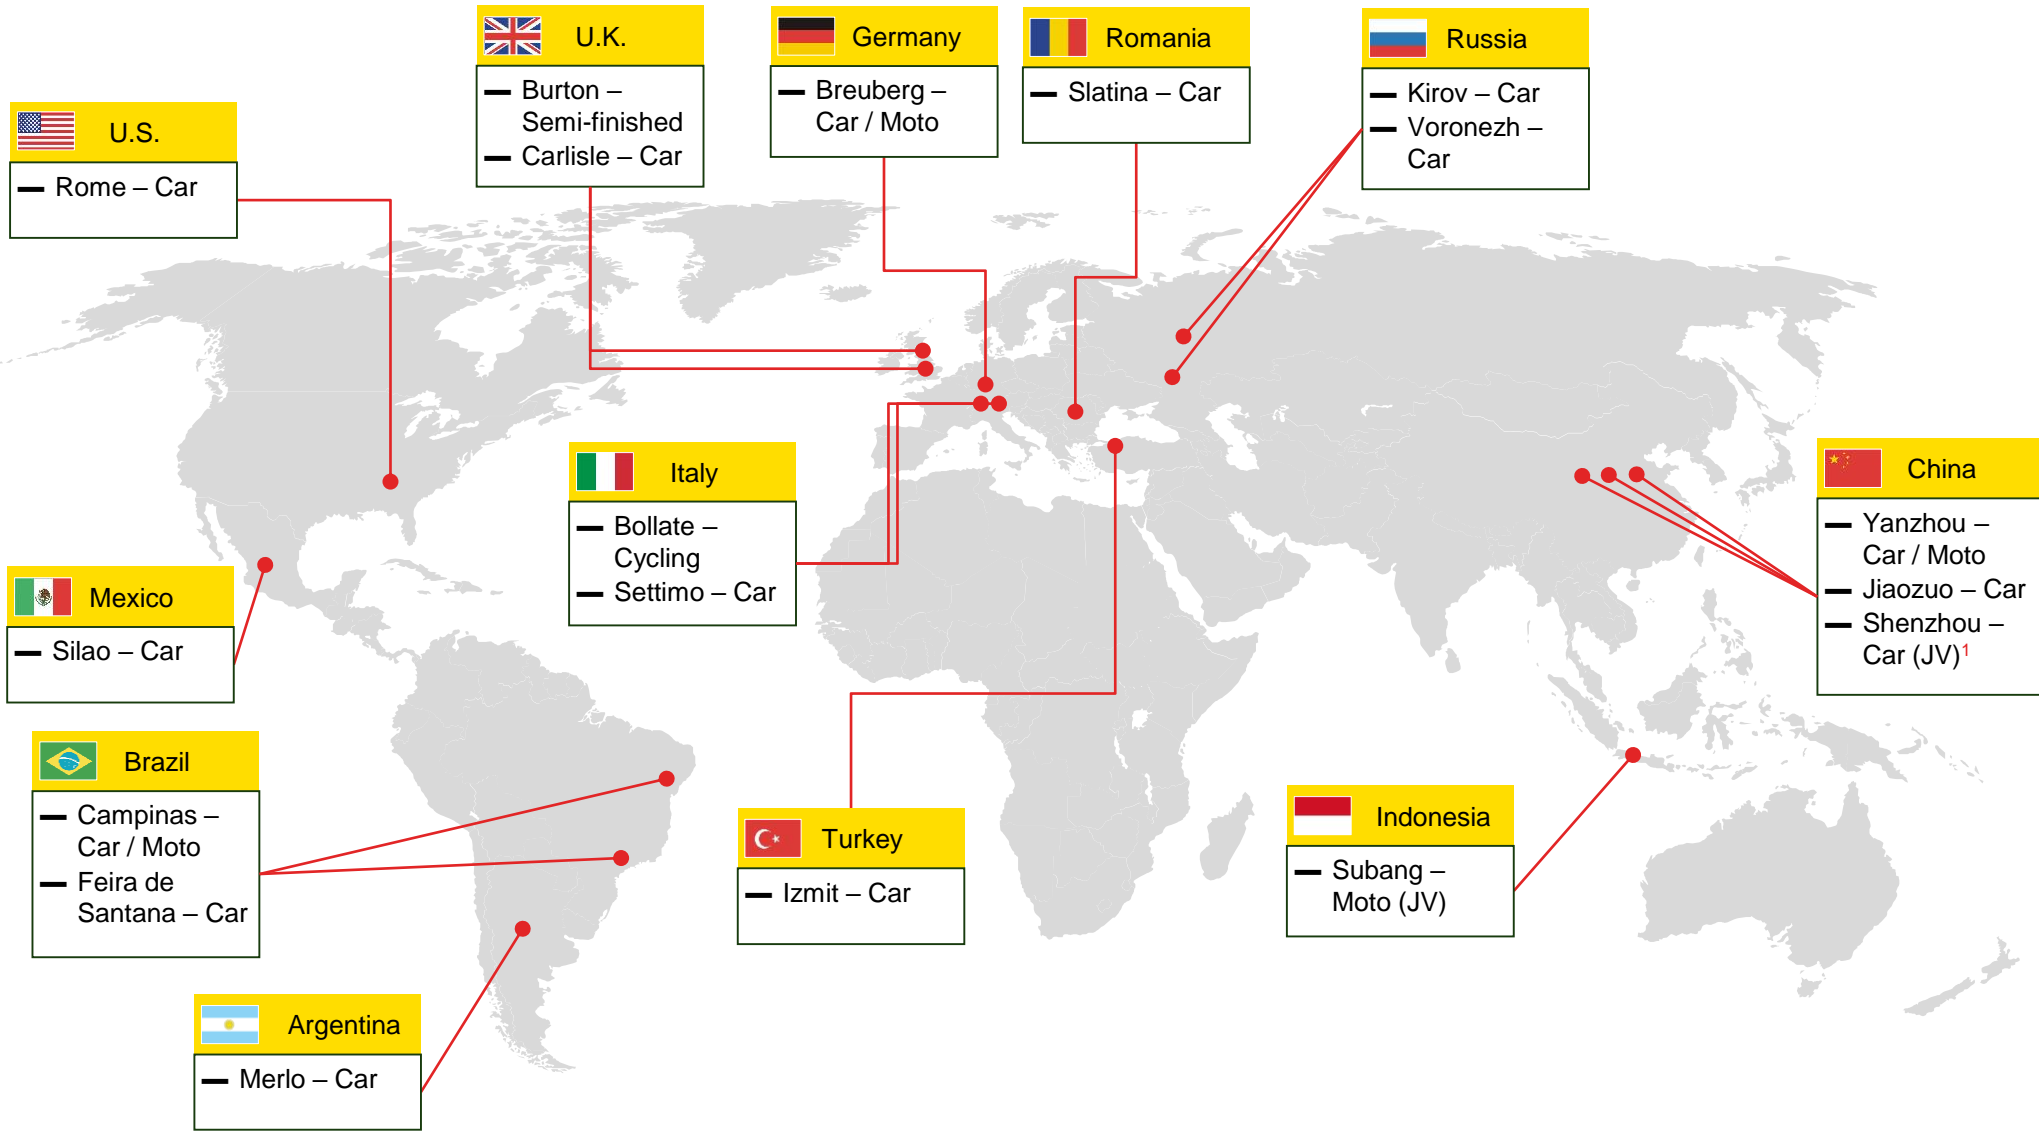 U.K.
Burton –
Semi-finished
Carlisle – Car
Germany
Breuberg –
Car / Moto
Romania
Slatina – Car
Russia
Kirov – Car
Voronezh –
Car
U.S.
Rome – Car
Italy
Bollate –
Cycling
Settimo – Car
China
Yanzhou –
Car / Moto
Jiaozuo – Car
Shenzhou –
Car (JV)1
Mexico
Silao – Car
Brazil
Campinas –
Car / Moto
Feira de
Santana – Car
Turkey
Izmit – Car
Indonesia
Subang –
Moto (JV)
Argentina
Merlo – Car